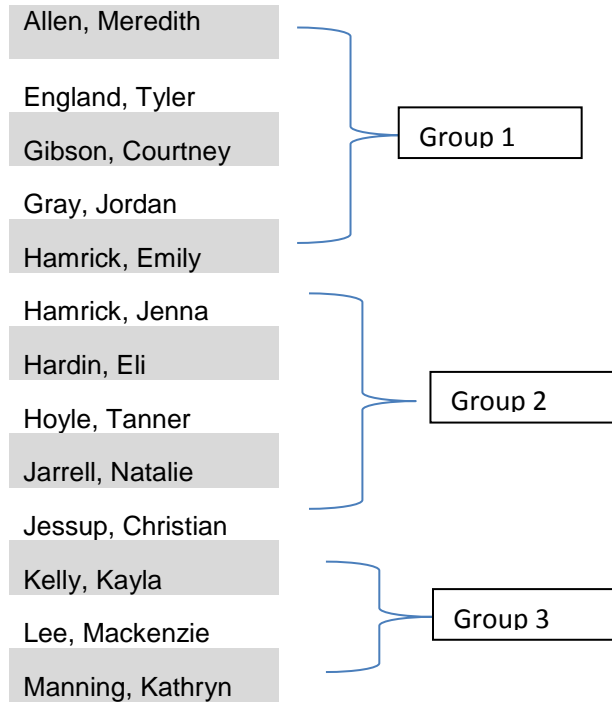 Allen, Meredith
England, Tyler
Gibson, Courtney
Gray, Jordan
Hamrick, Emily
Group 1
Hamrick, Jenna
Hardin, Eli
Hoyle, Tanner
Jarrell, Natalie
Jessup, Christian
Group 2
Kelly, Kayla
Lee, Mackenzie
Manning, Kathryn
Group 3